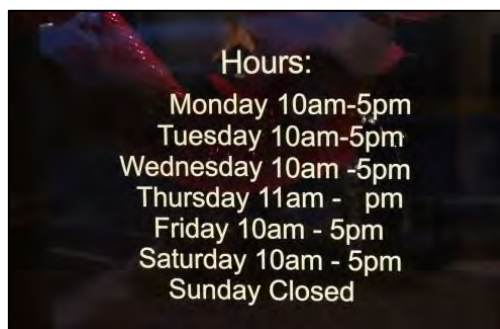 Hours:
Monday 10am-5pm
Tuesday 10am-5pm
Wednesday 10am -5pm
Thursday 11am - pm
Friday 10am - 5pm
Saturday 10am - 5pm
Sunday Closed